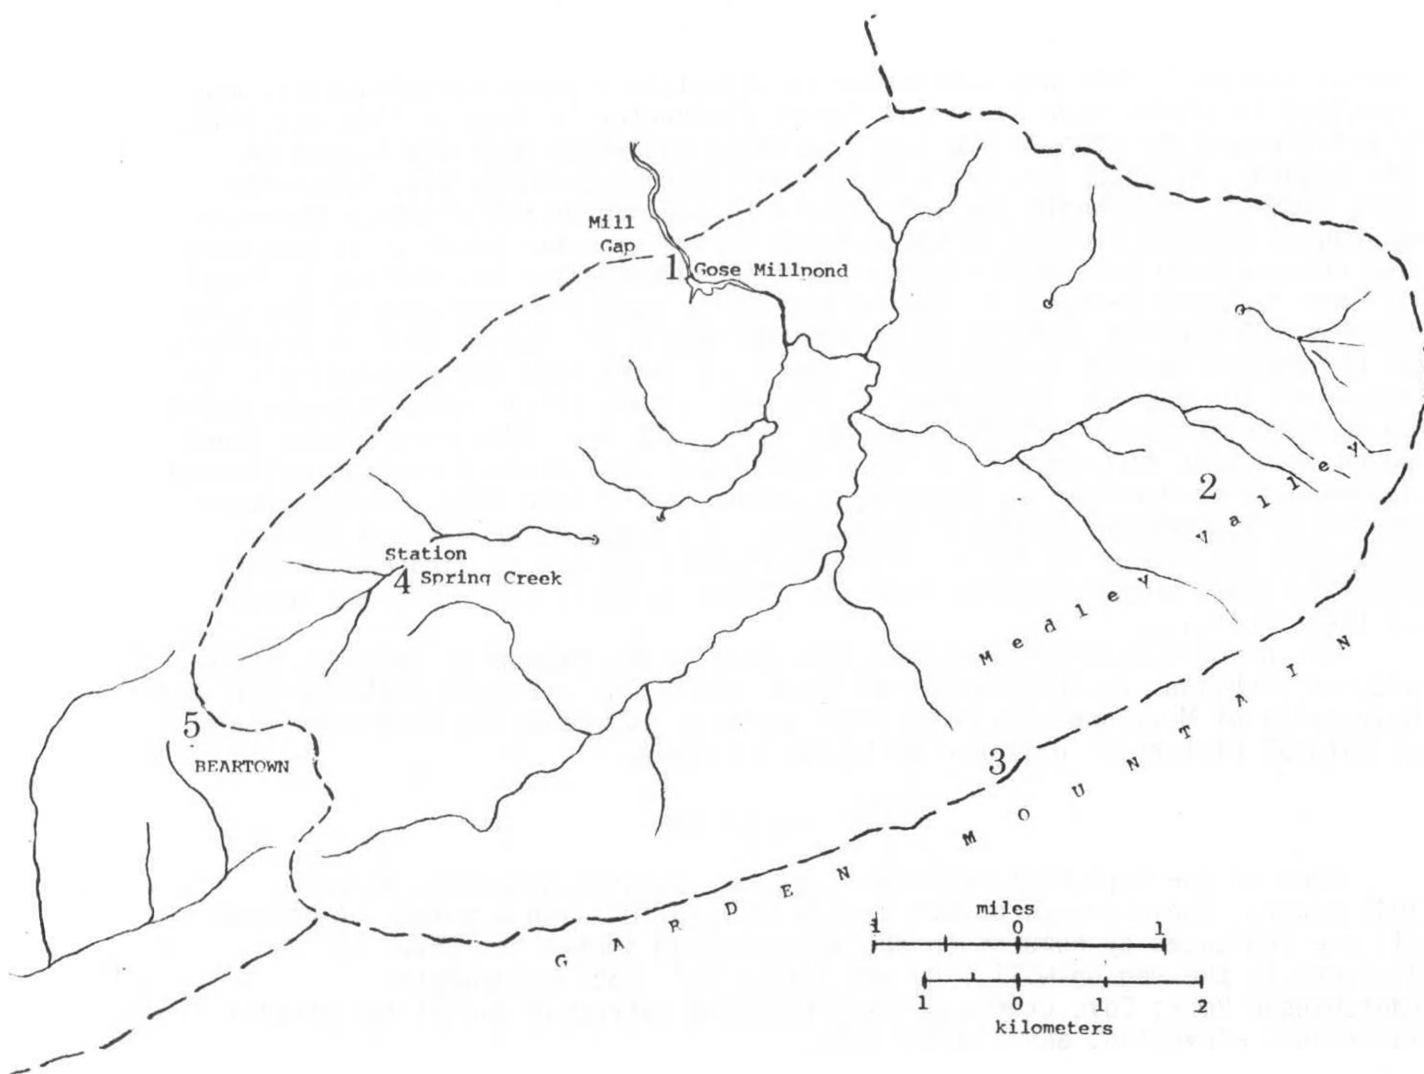 Mill
Gap
1 Gose Millpond
2
Medley Valley
Station
4 Spring Creek
3
5
BEARTOWN
GARDEN MOUNTAIN
miles
1 0 1
1 0 1 2
kilometers